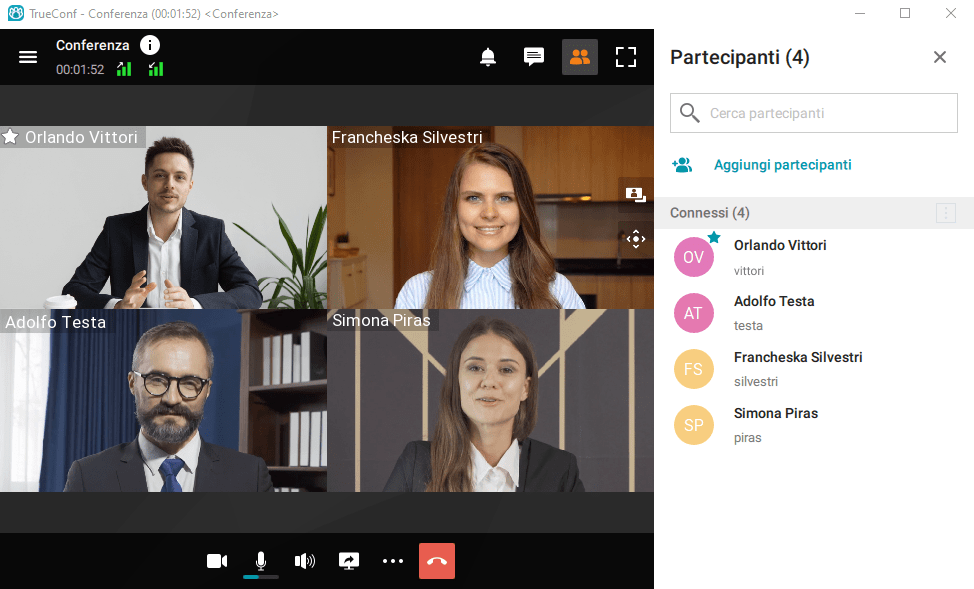 TrueConf - Conferenza (00:01:52) <Conferenza>
Conferenza
00:01:52
Orlando Vittori
Francheska Silvestri
Adolfo Testa
Simona Piras
Partecipanti (4)
Cerca partecipanti
Aggiungi partecipanti
Connessi (4)
OV
Orlando Vittori
vittori
AT
Adolfo Testa
testa
FS
Francheska Silvestri
silvestri
SP
Simona Piras
piras